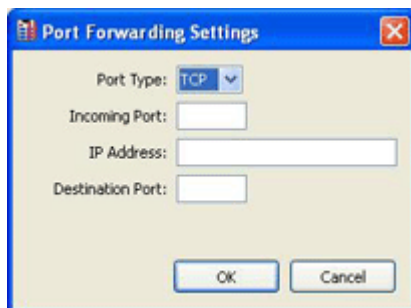 Port Forwarding Settings
Port Type: TCP
Incoming Port:
IP Address:
Destination Port:
OK Cancel